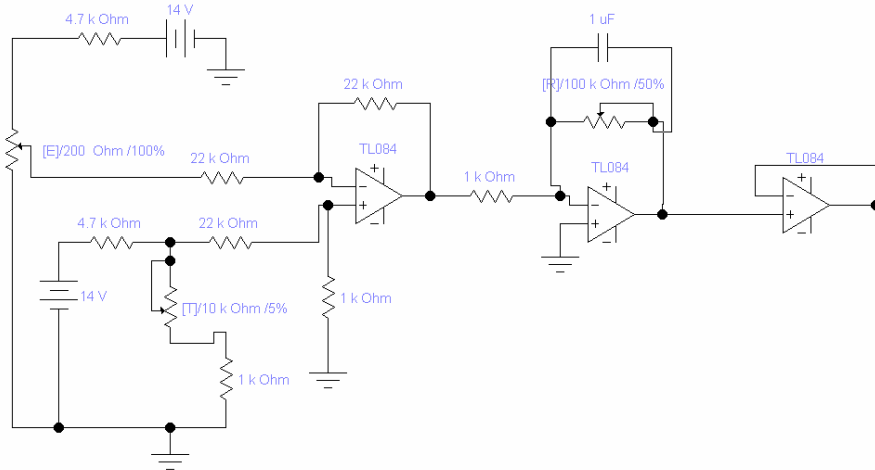 14 V
4.7 k Ohm
1 uF
22 k Ohm
[R]/100 k Ohm /50%
[E]/200 Ohm /100%
22 k Ohm
TL084
TL084
TL084
1 k Ohm
4.7 k Ohm
22 k Ohm
14 V
[T]/10 k Ohm /5%
1 k Ohm
1 k Ohm